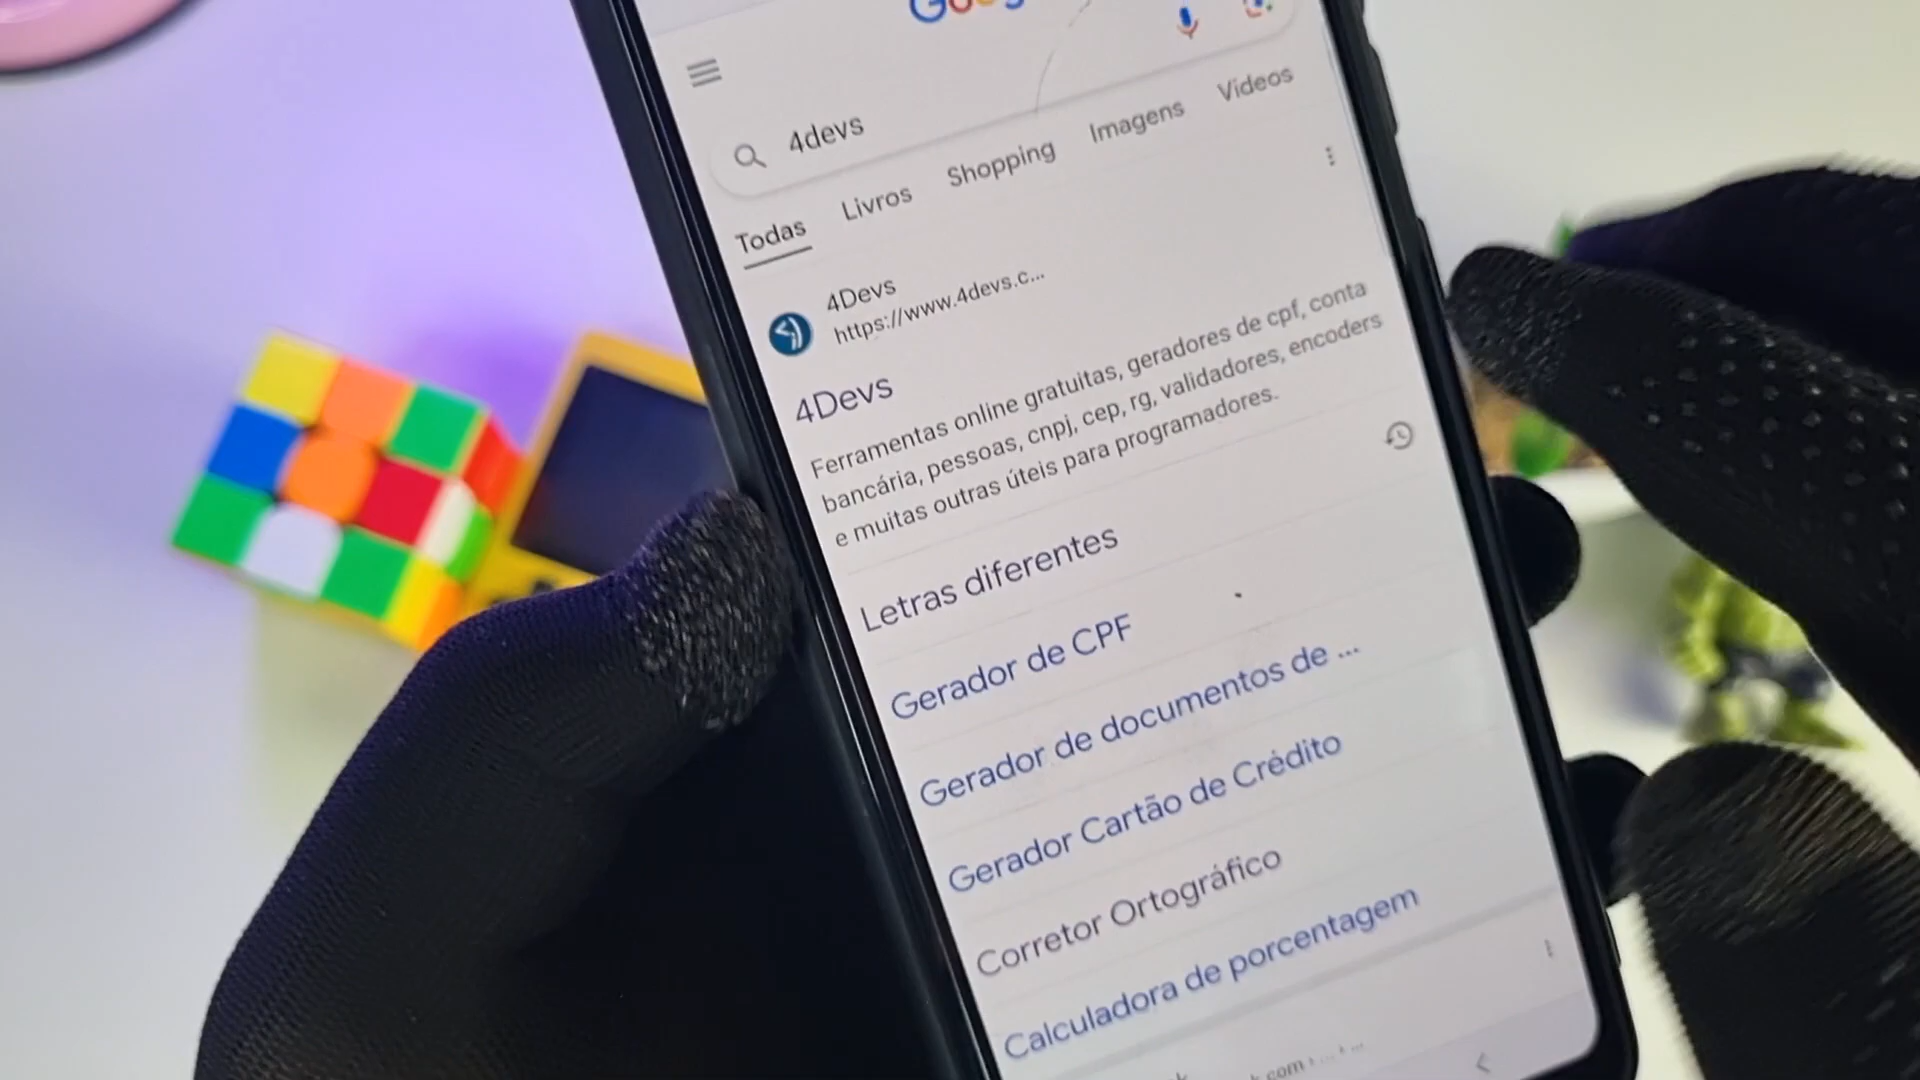 4devs
Todas Livros Shopping Imagens Vídeos
4Devs
https://www.4devs.c...
4Devs
Ferramentas online gratuitas, geradores de cpf, conta
bancária, pessoas, cnpj, cep, rg, validadores, encoders
e muitas outras úteis para programadores.
Letras diferentes
Gerador de CPF
Gerador de documentos de ...
Gerador Cartão de Crédito
Corretor Ortográfico
Calculadora de porcentagem